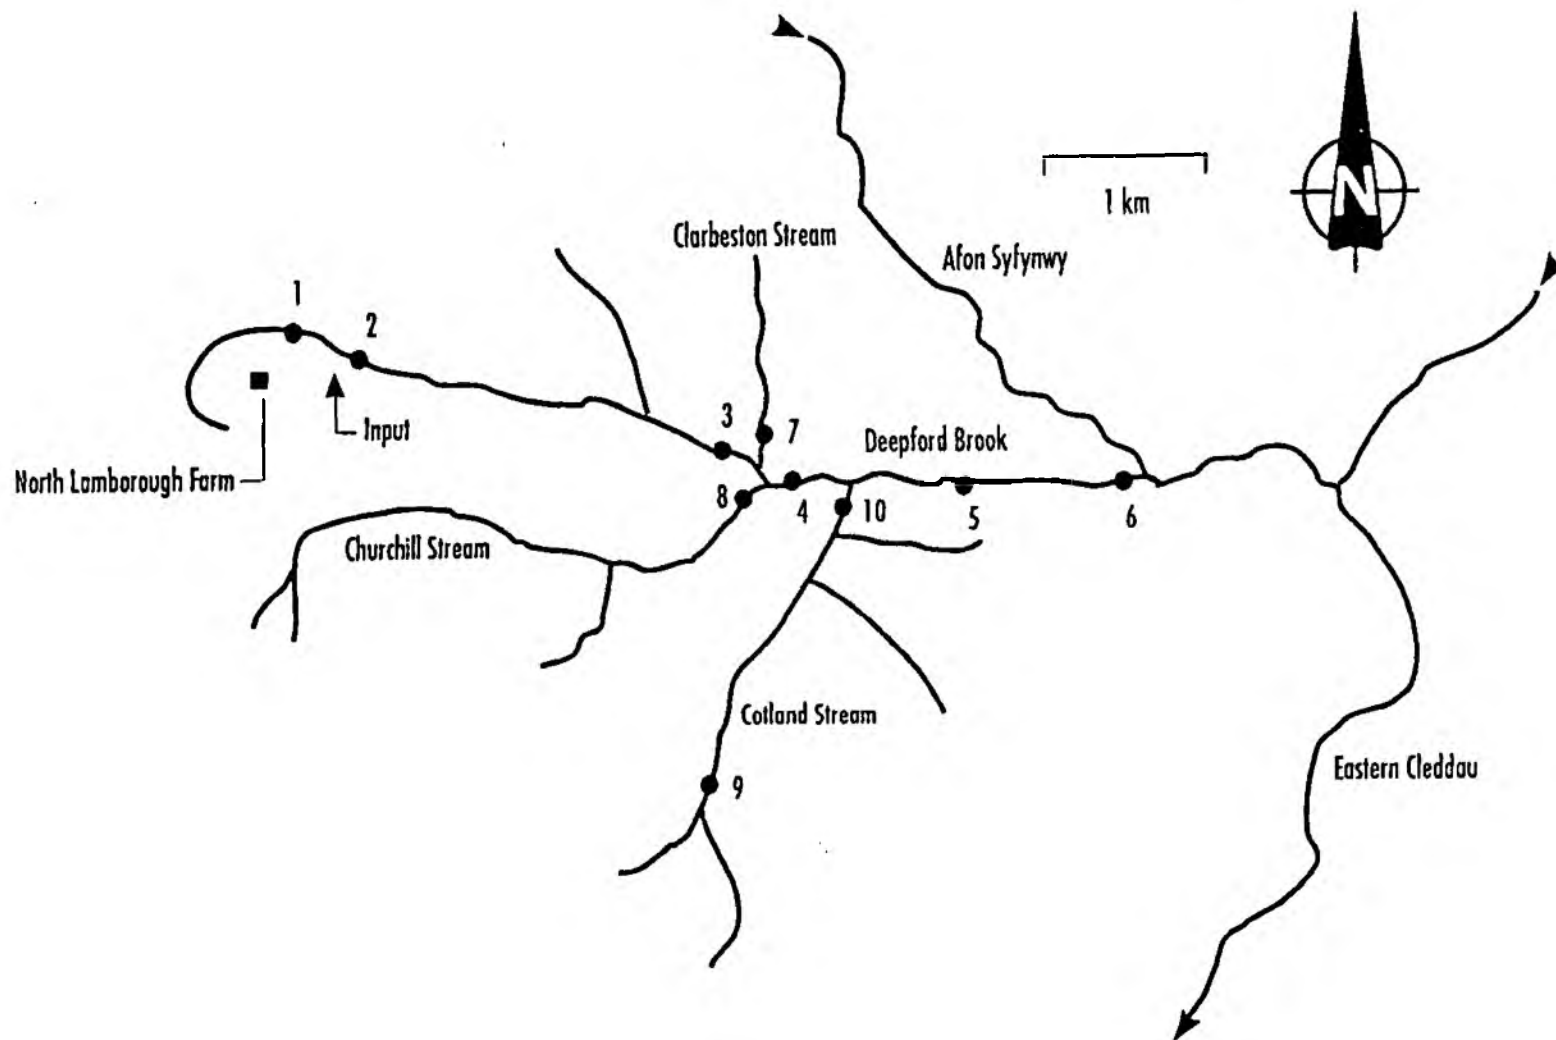 1 km
N
Clarbeston Stream
Afon Syfynwy
1
2
3
7
Deepford Brook
Input
North Lamborough Farm
8
4
10
5
6
Churchill Stream
Cotland Stream
9
Eastern Cleddau